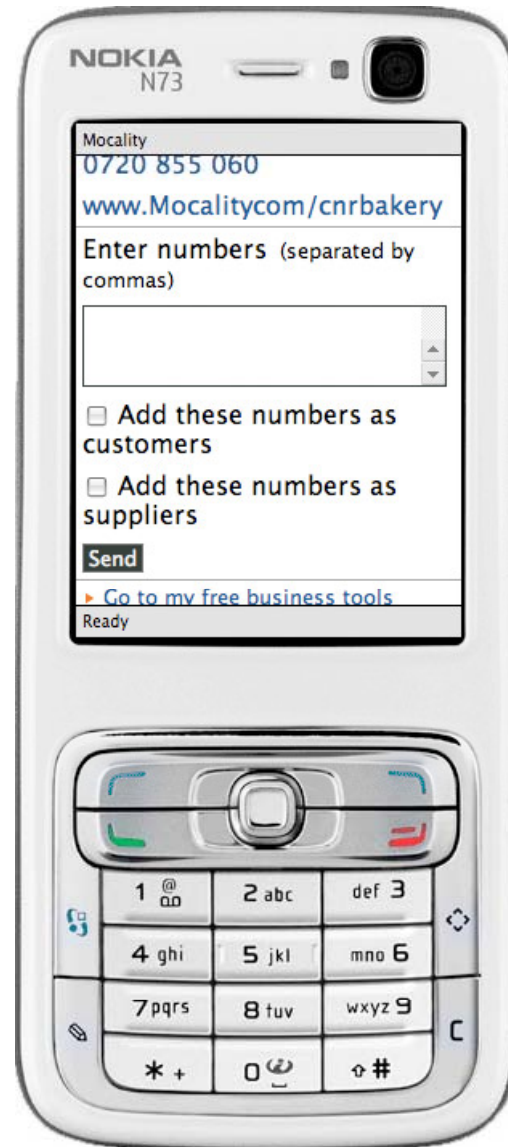 NOKIA
N73
Mocality
0720 855 060
www.Mocalitycom/cnrbakery
Enter numbers (separated by
commas)
Add these numbers as
customers
Add these numbers as
suppliers
Send
Go to my free business tools
Ready
1 @ 2 abc def 3
4 ghi 5 jkl mno 6
7pqrs 8 tuv wxyz 9 C
* + 0 #